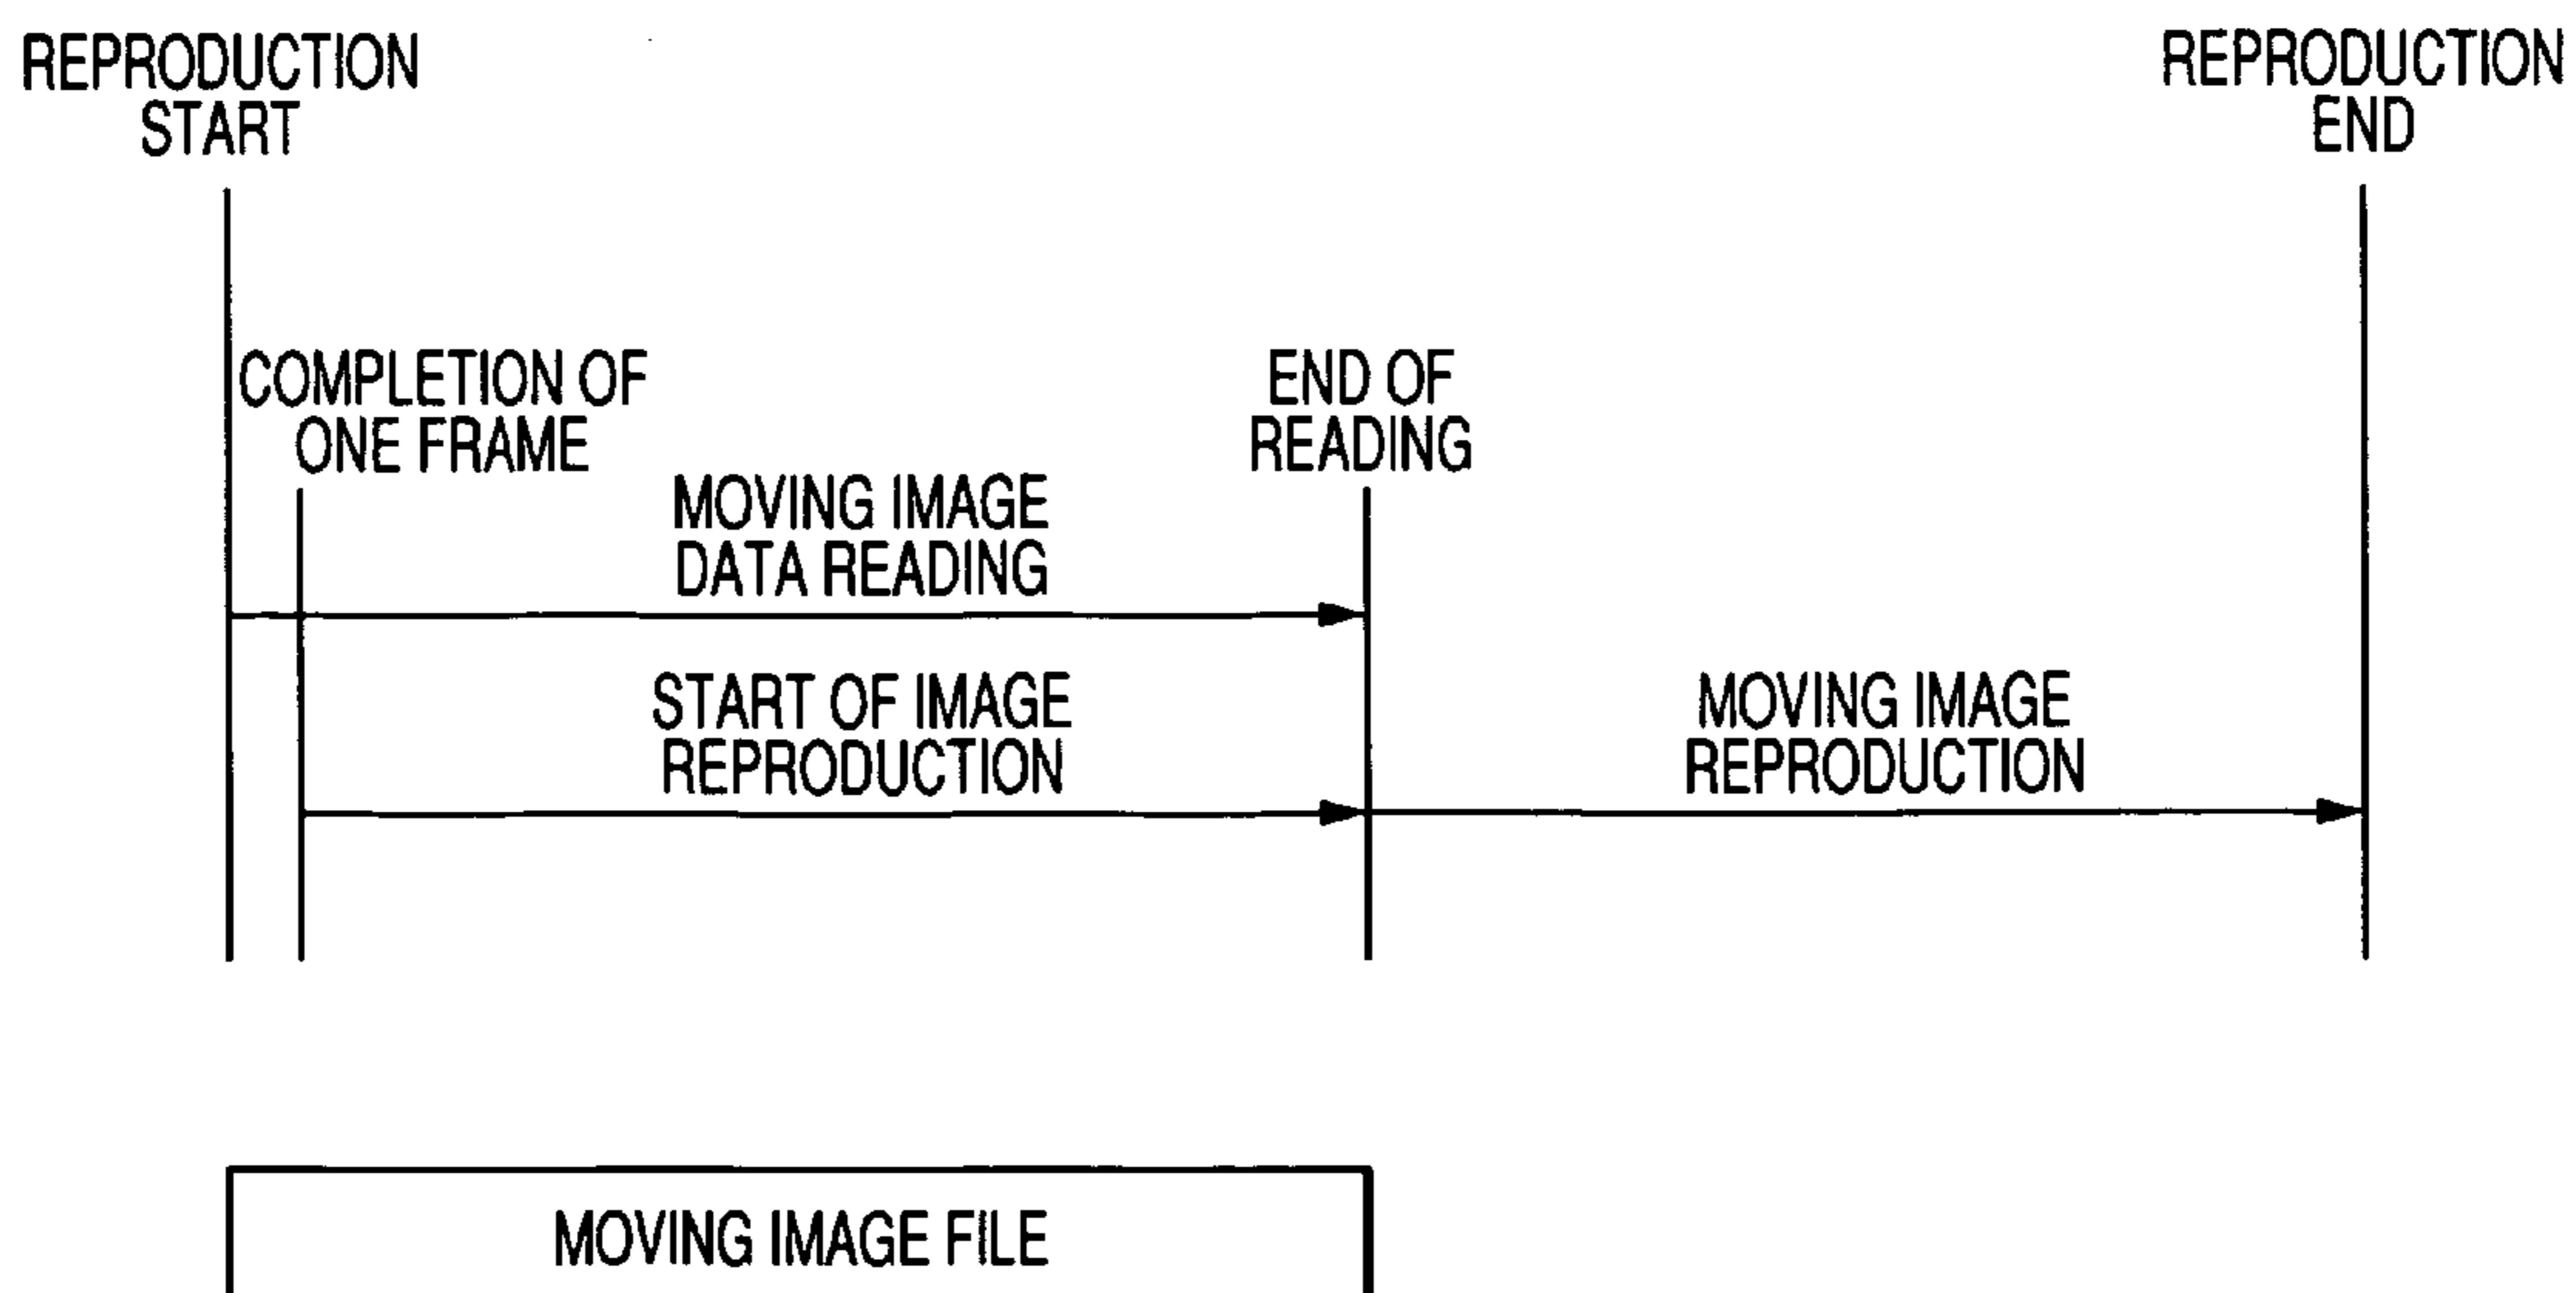 REPRODUCTION
START
REPRODUCTION
END
COMPLETION OF
ONE FRAME
END OF
READING
MOVING IMAGE
DATA READING
START OF IMAGE
REPRODUCTION
MOVING IMAGE
REPRODUCTION
MOVING IMAGE FILE